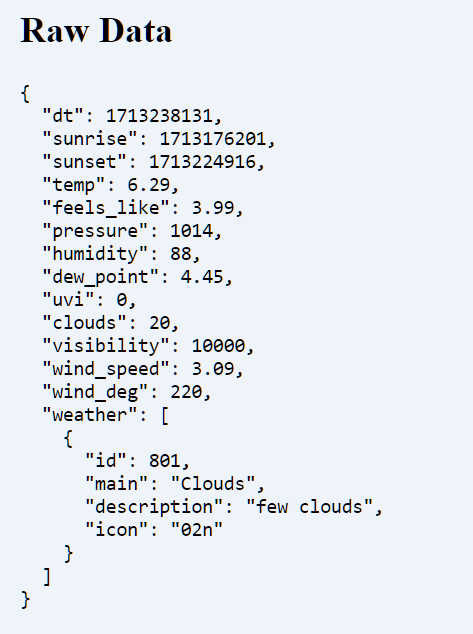 Raw Data
{
  "dt": 1713238131,
  "sunrise": 1713176201,
  "sunset": 1713224916,
  "temp": 6.29,
  "feels_like": 3.99,
  "pressure": 1014,
  "humidity": 88,
  "dew_point": 4.45,
  "uvi": 0,
  "clouds": 20,
  "visibility": 10000,
  "wind_speed": 3.09,
  "wind_deg": 220,
  "weather": [
    {
      "id": 801,
      "main": "Clouds",
      "description": "few clouds",
      "icon": "02n"
    }
  ]
}